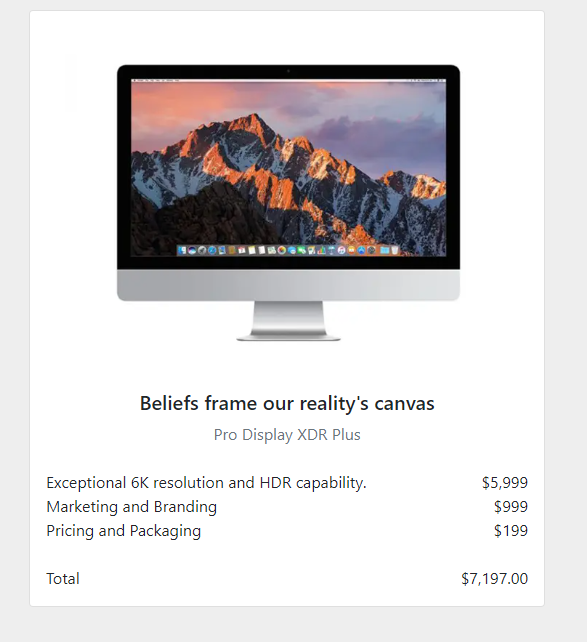 Beliefs frame our reality's canvas
Pro Display XDR Plus
Exceptional 6K resolution and HDR capability. $5,999
Marketing and Branding $999
Pricing and Packaging $199
Total $7,197.00